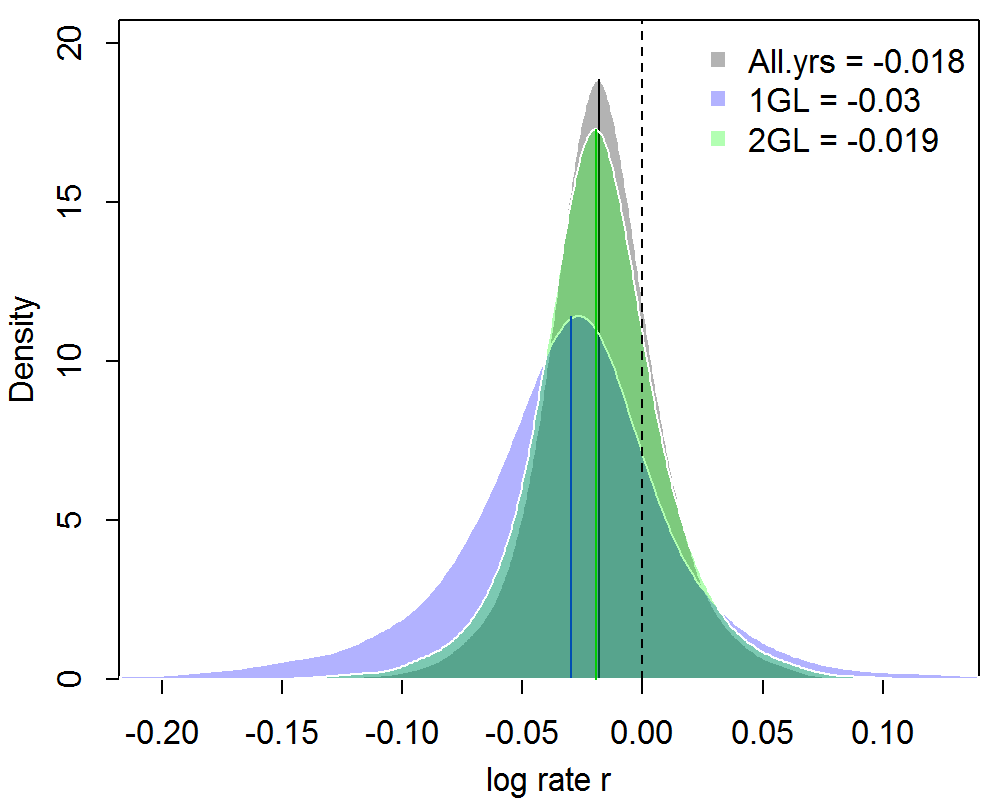 All.yrs = -0.018
1GL = -0.03
2GL = -0.019
Density
20
15
10
5
0
-0.20 -0.15 -0.10 -0.05 0.00 0.05 0.10
log rate r